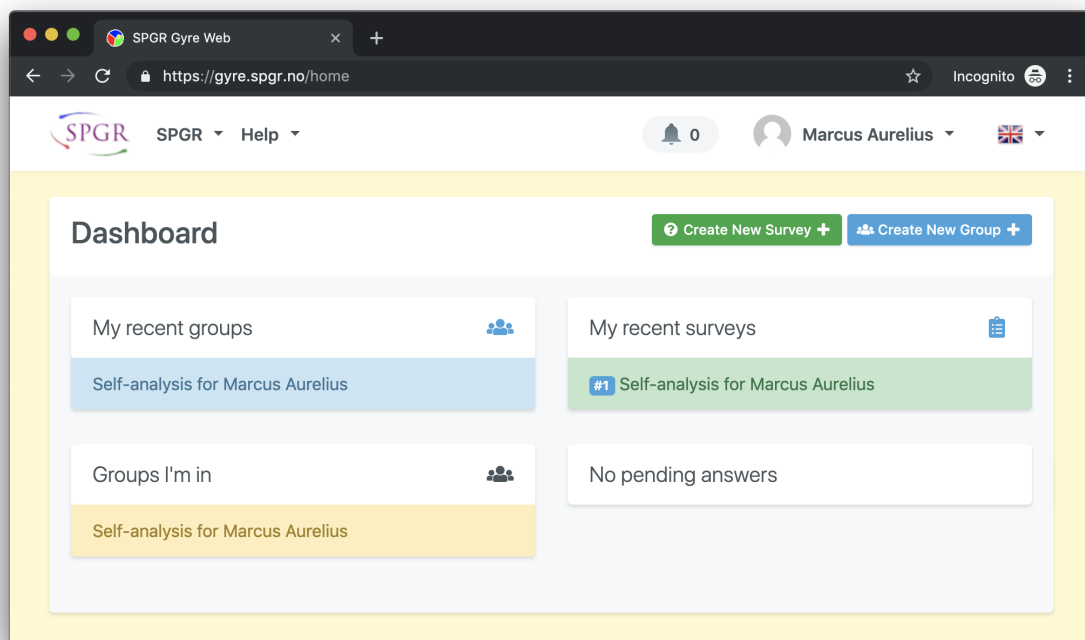 SPGR Gyre Web
https://gyre.spgr.no/home
Incognito
SPGR
SPGR
Help
0
Marcus Aurelius
Dashboard
Create New Survey
Create New Group
My recent groups
Self-analysis for Marcus Aurelius
My recent surveys
#1 Self-analysis for Marcus Aurelius
Groups I'm in
Self-analysis for Marcus Aurelius
No pending answers